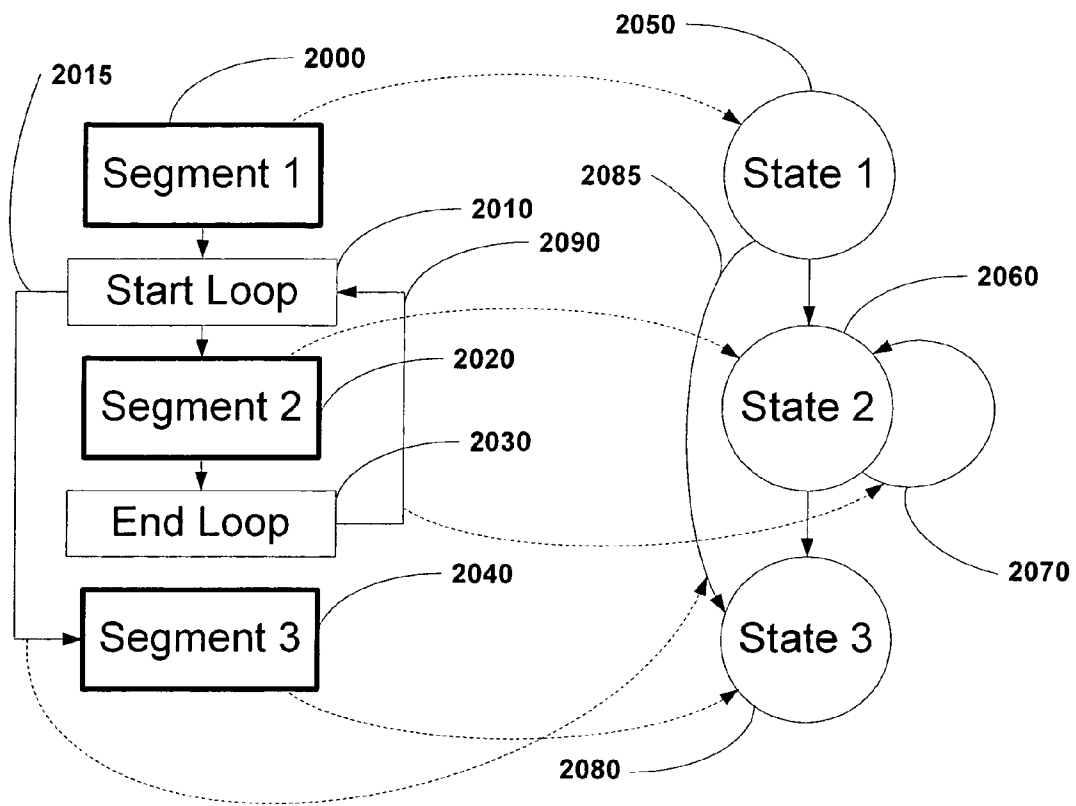 2050
2000
2015
Segment 1
State 1
2085
2010
2090
Start Loop
2060
2020
Segment 2
State 2
2030
End Loop
2070
2040
Segment 3
State 3
2080